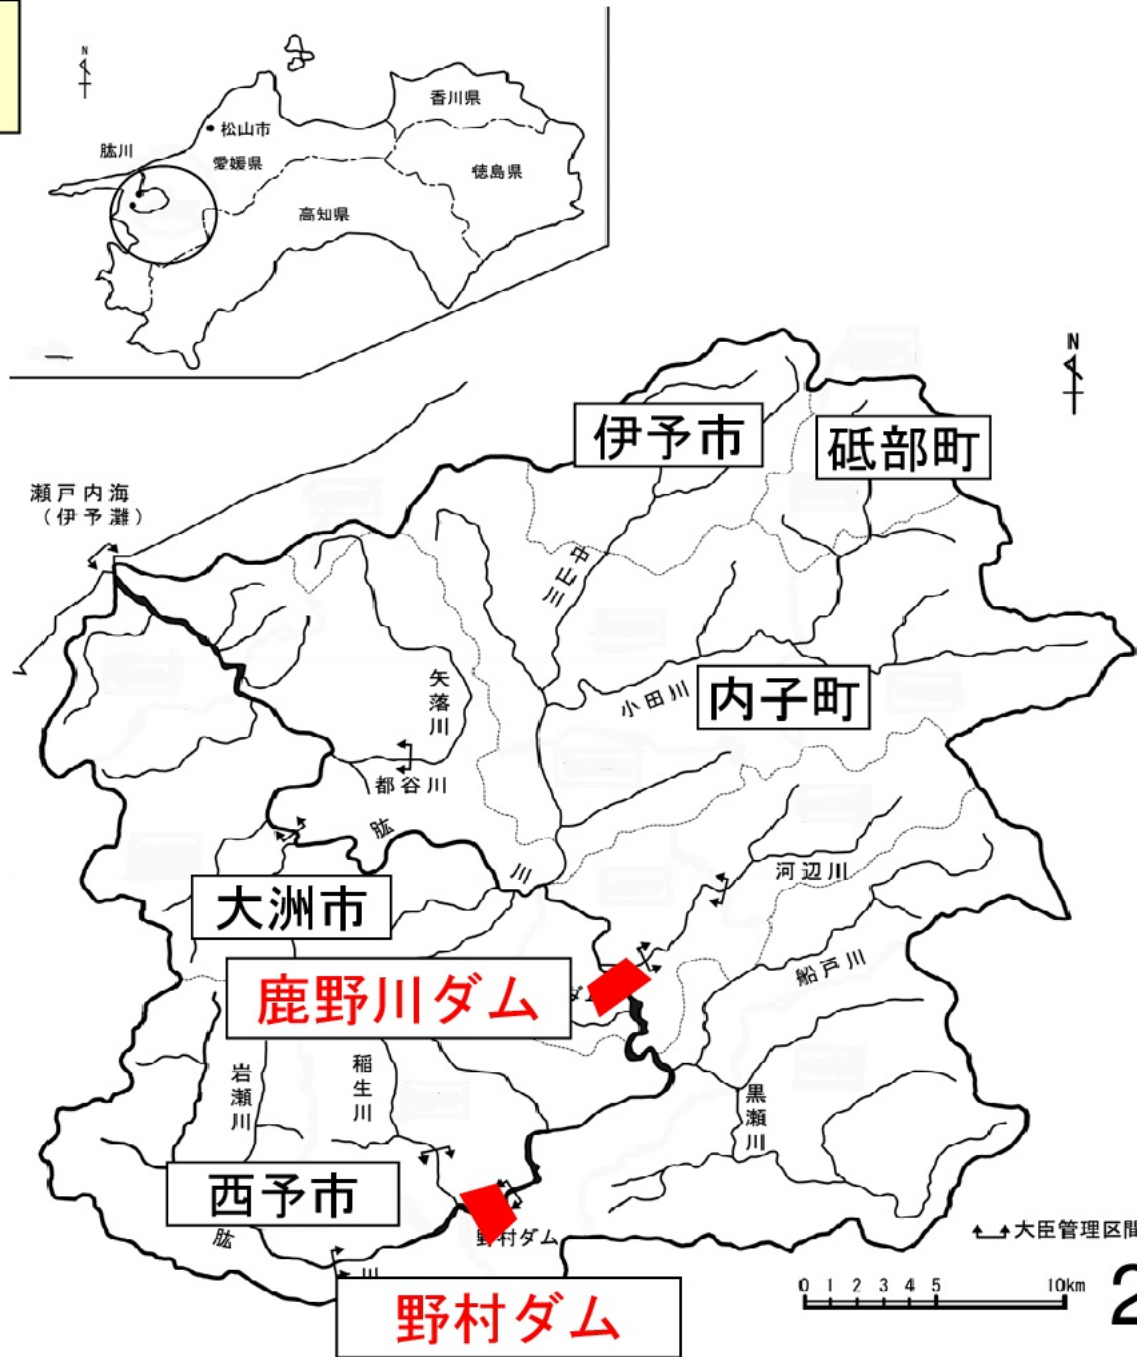 N
香川県
松山市
肱川
愛媛県
徳島県
高知県
N
伊予市
砥部町
瀬戸内海
(伊予灘)
中山川
矢落川
小田川
内子町
都谷川
肱
川
河辺川
大洲市
船戸川
鹿野川ダム
ダム
岩瀬川
稲生川
黒瀬川
西予市
肱
野村ダム
川
大臣管理区間
野村ダム
0 1 2 3 4 5 10km
2